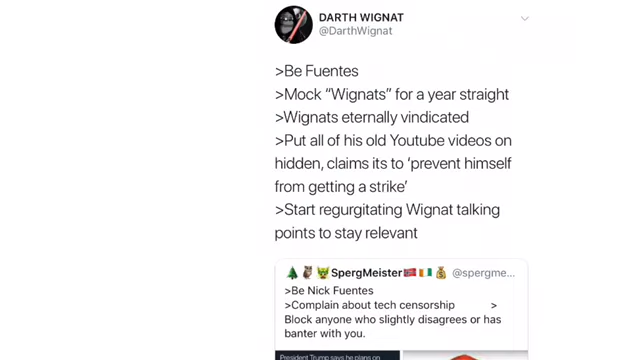 DARTH WIGNAT
@DarthWignat
>Be Fuentes
>Mock “Wignats” for a year straight
>Wignats eternally vindicated
>Put all of his old Youtube videos on
hidden, claims its to ‘prevent himself
from getting a strike’
>Start regurgitating Wignat talking
points to stay relevant
SpergMeister @spergme...
>Be Nick Fuentes
>Complain about tech censorship >
Block anyone who slightly disagrees or has
banter with you.
President Trump says he plans on